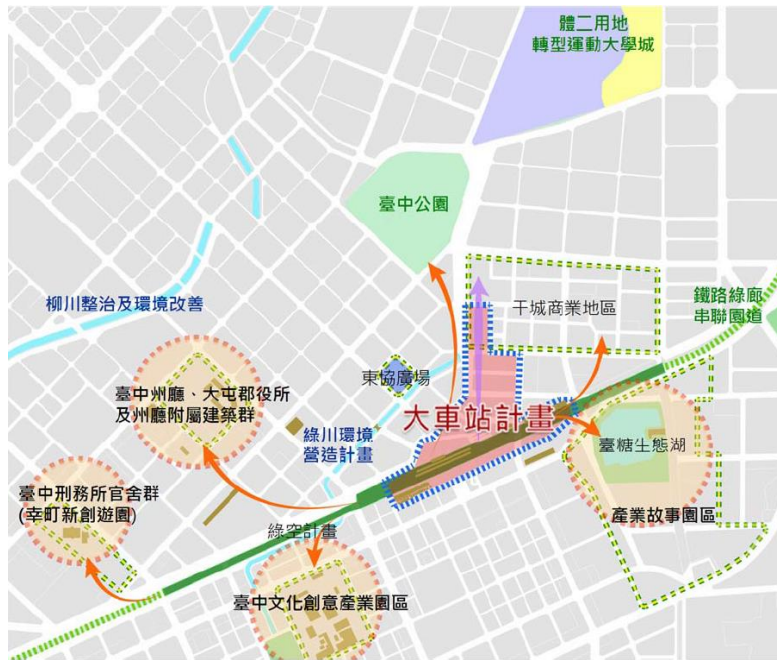 體二用地
轉型運動大學城
臺中公園
干城商業地區
鐵路綠廊
串聯園道
柳川整治及環境改善
東協廣場
臺中州廳、大屯郡役所
及州廳附屬建築群
大車站計畫
綠川環境
營造計畫
臺糖生態湖
臺中刑務所官舍群
(幸町新創遊園)
產業故事園區
綠空計畫
臺中文化創意產業園區